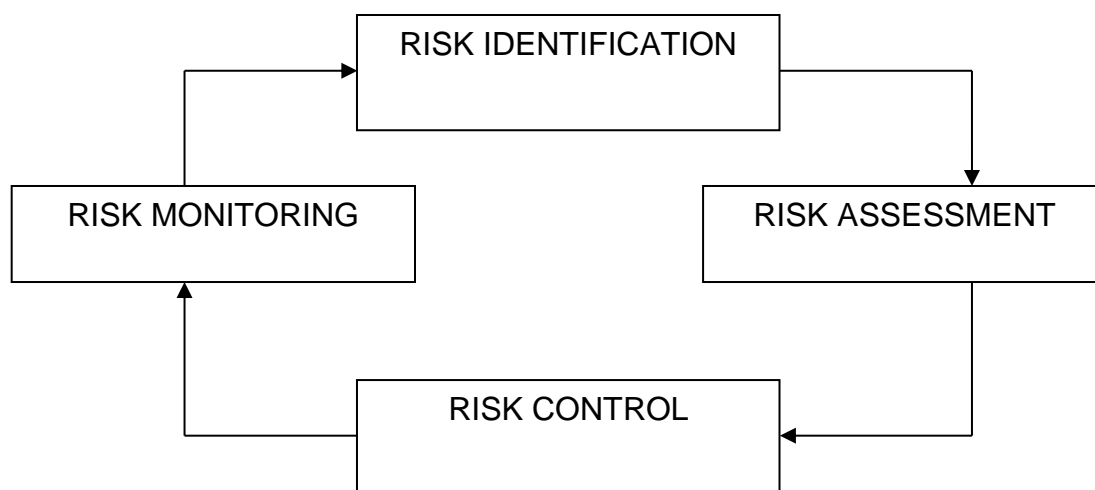 RISK IDENTIFICATION
RISK MONITORING
RISK ASSESSMENT
RISK CONTROL